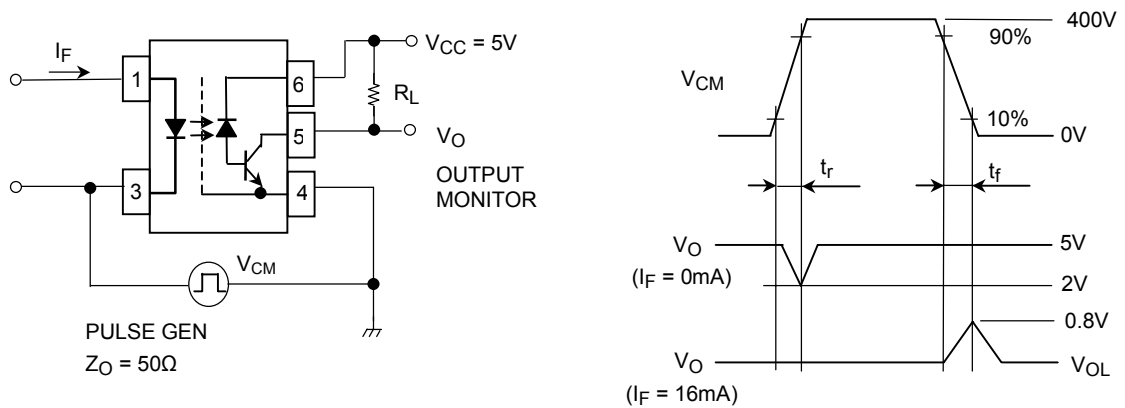 I_F
1
3
6
5
4
V_CC = 5V
R_L
V_O
OUTPUT
MONITOR
V_CM
PULSE GEN
Z_O = 50Ω
V_CM
400V
90%
10%
0V
t_r
t_f
V_O
5V
(I_F = 0mA)
2V
0.8V
V_O
V_OL
(I_F = 16mA)